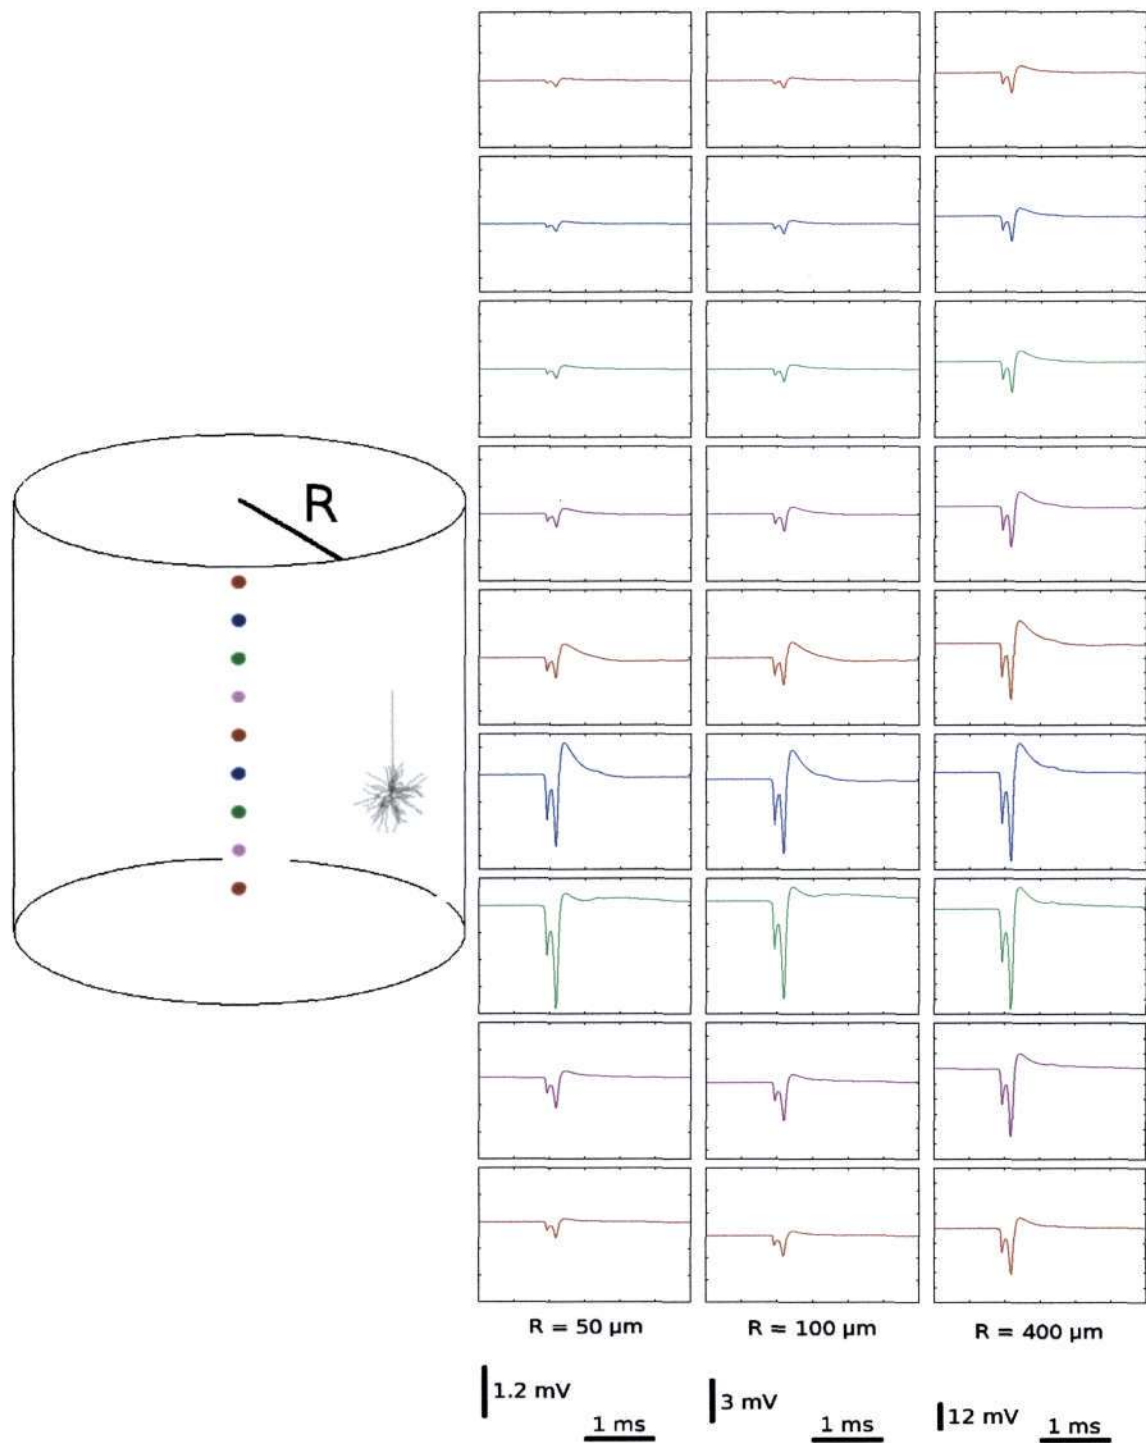 R
R = 50 µm
R = 100 µm
R = 400 µm
1.2 mV
1 ms
3 mV
1 ms
12 mV
1 ms